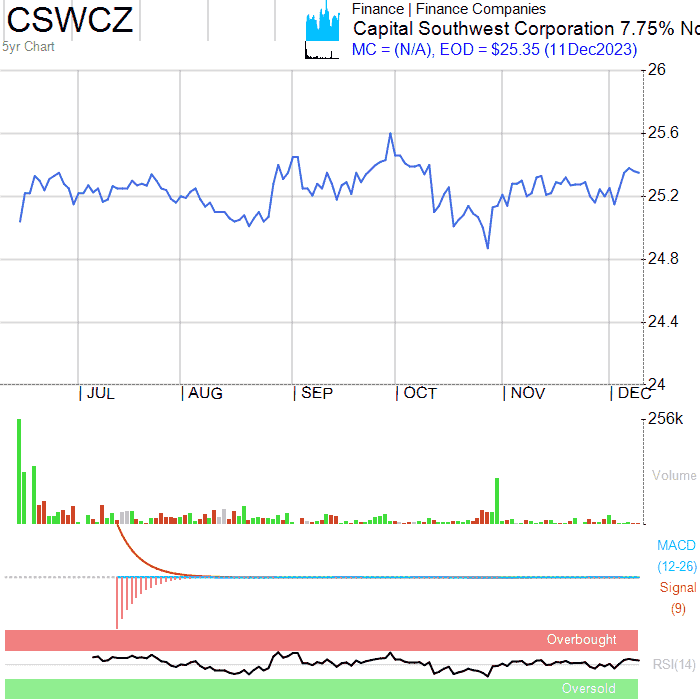 CSWCZ
Finance | Finance Companies
Capital Southwest Corporation 7.75% No
5yr Chart
MC = (N/A), EOD = $25.35 (11Dec2023)
26
25.6
25.2
24.8
24.4
24
| JUL | AUG | SEP | OCT | NOV | DEC
256k
Volume
MACD
(12-26)
Signal
(9)
Overbought
RSI(14)
Oversold